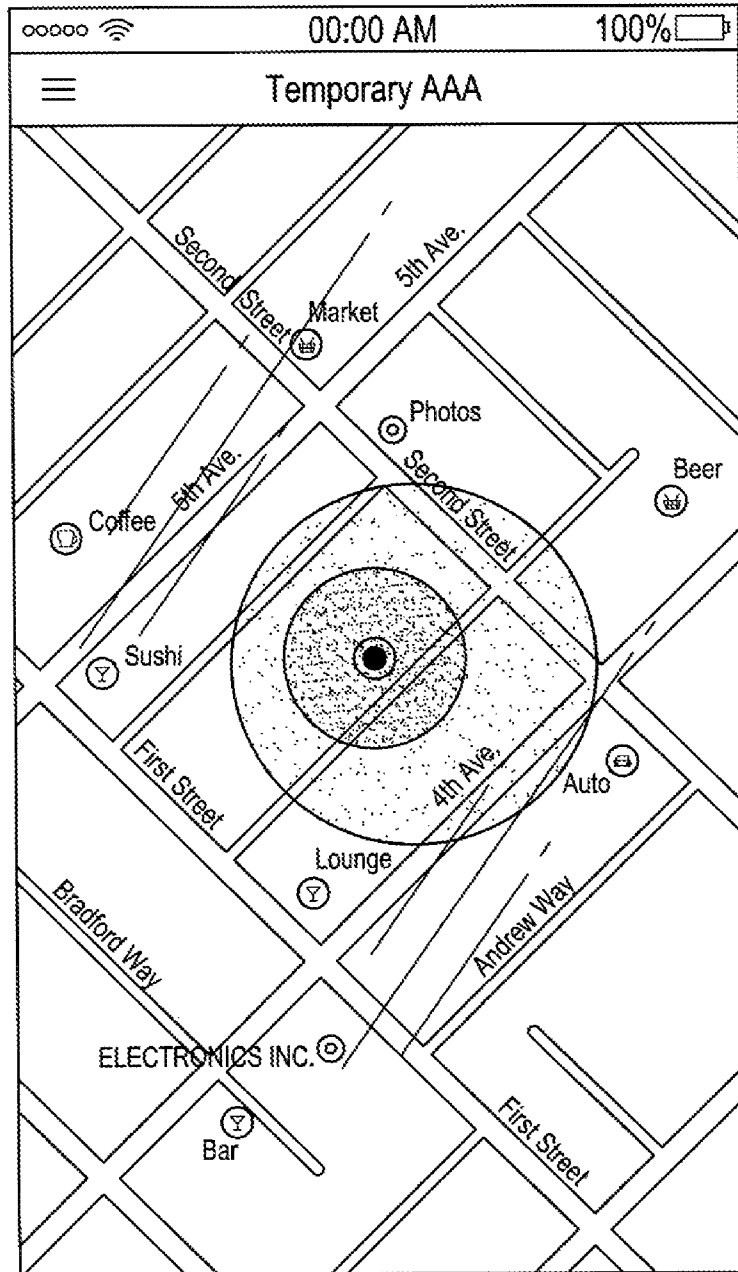 00:00 AM
100%
Temporary AAA
Second Street
5th Ave.
Market
Photos
5th Ave.
Second Street
Beer
Coffee
Sushi
First Street
4th Ave,
Auto
Lounge
Bradford Way
Andrew Way
ELECTRONICS INC.
Bar
First Street